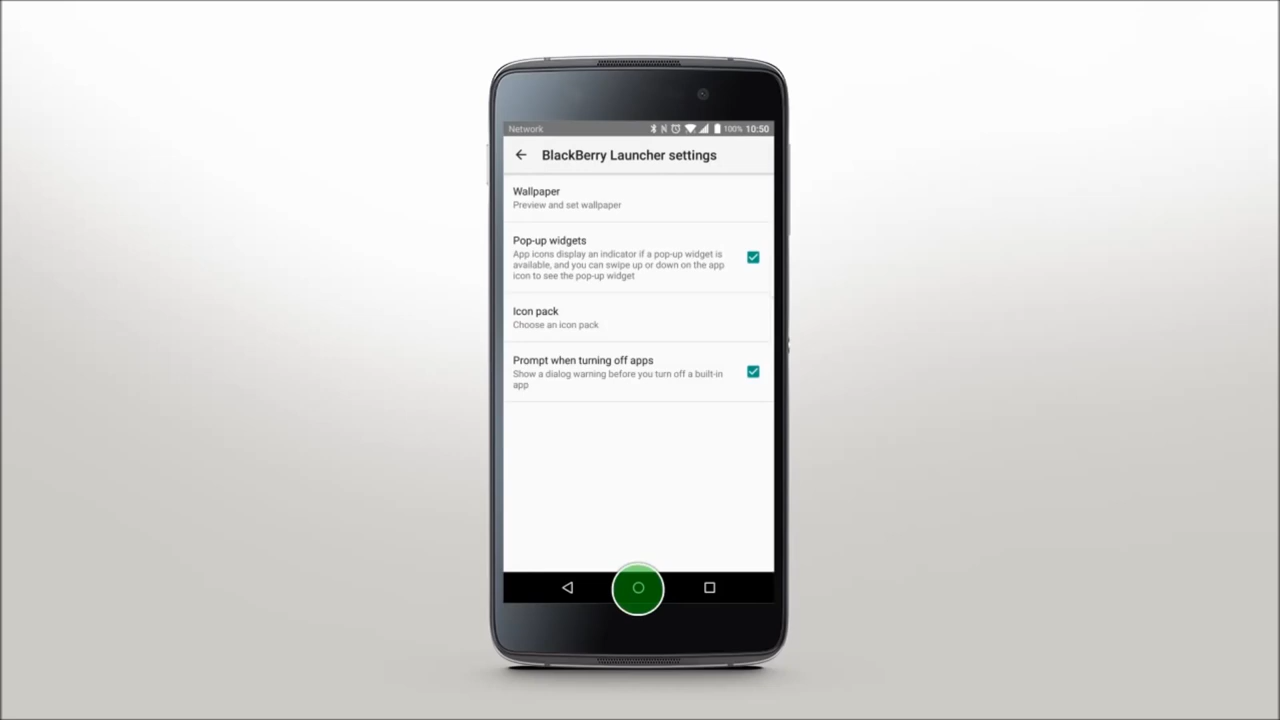 Network 100% 10:50
BlackBerry Launcher settings
Wallpaper
Preview and set wallpaper
Pop-up widgets
App icons display an indicator if a pop-up widget is
available, and you can swipe up or down on the app
icon to see the pop-up widget
Icon pack
Choose an icon pack
Prompt when turning off apps
Show a dialog warning before you turn off a built-in
app